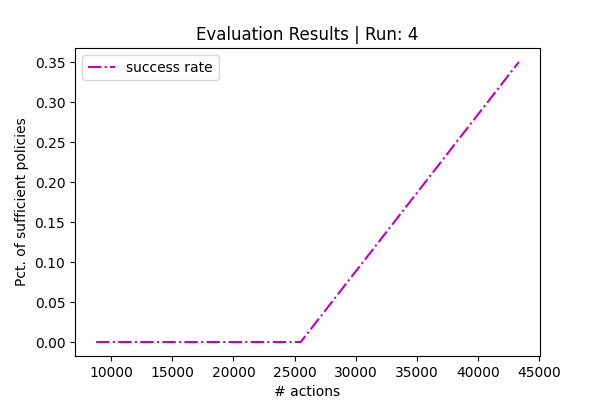 Evaluation Results | Run: 4
success rate
Pct. of sufficient policies
0.35
0.30
0.25
0.20
0.15
0.10
0.05
0.00
10000 15000 20000 25000 30000 35000 40000 45000
# actions